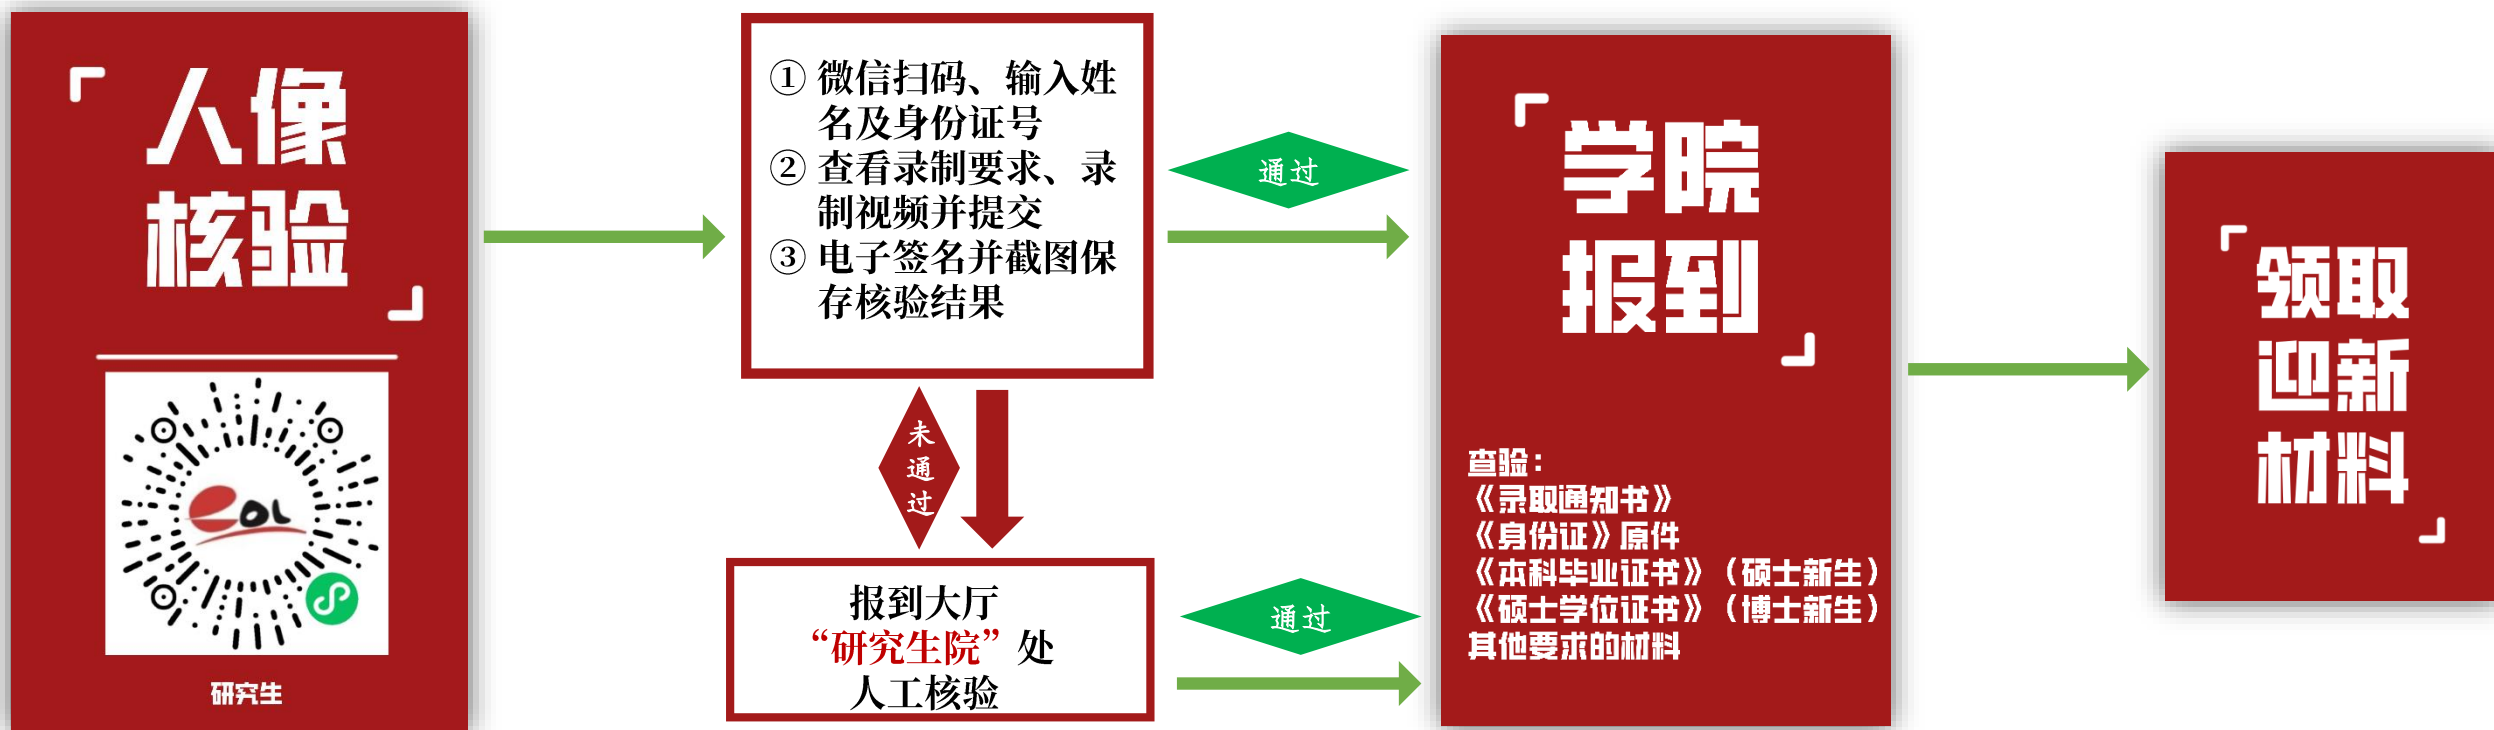 人像
核验
EOL
研究生
① 微信扫码、输入姓
名及身份证号
② 查看录制要求、录
制视频并提交
③ 电子签名并截图保
存核验结果
通过
未
通
过
报到大厅
“研究生院” 处
人工核验
通过
学院
报到
查验：
《录取通知书》
《身份证》原件
《本科毕业证书》（硕士新生）
《硕士学位证书》（博士新生）
其他要求的材料
领取
迎新
材料